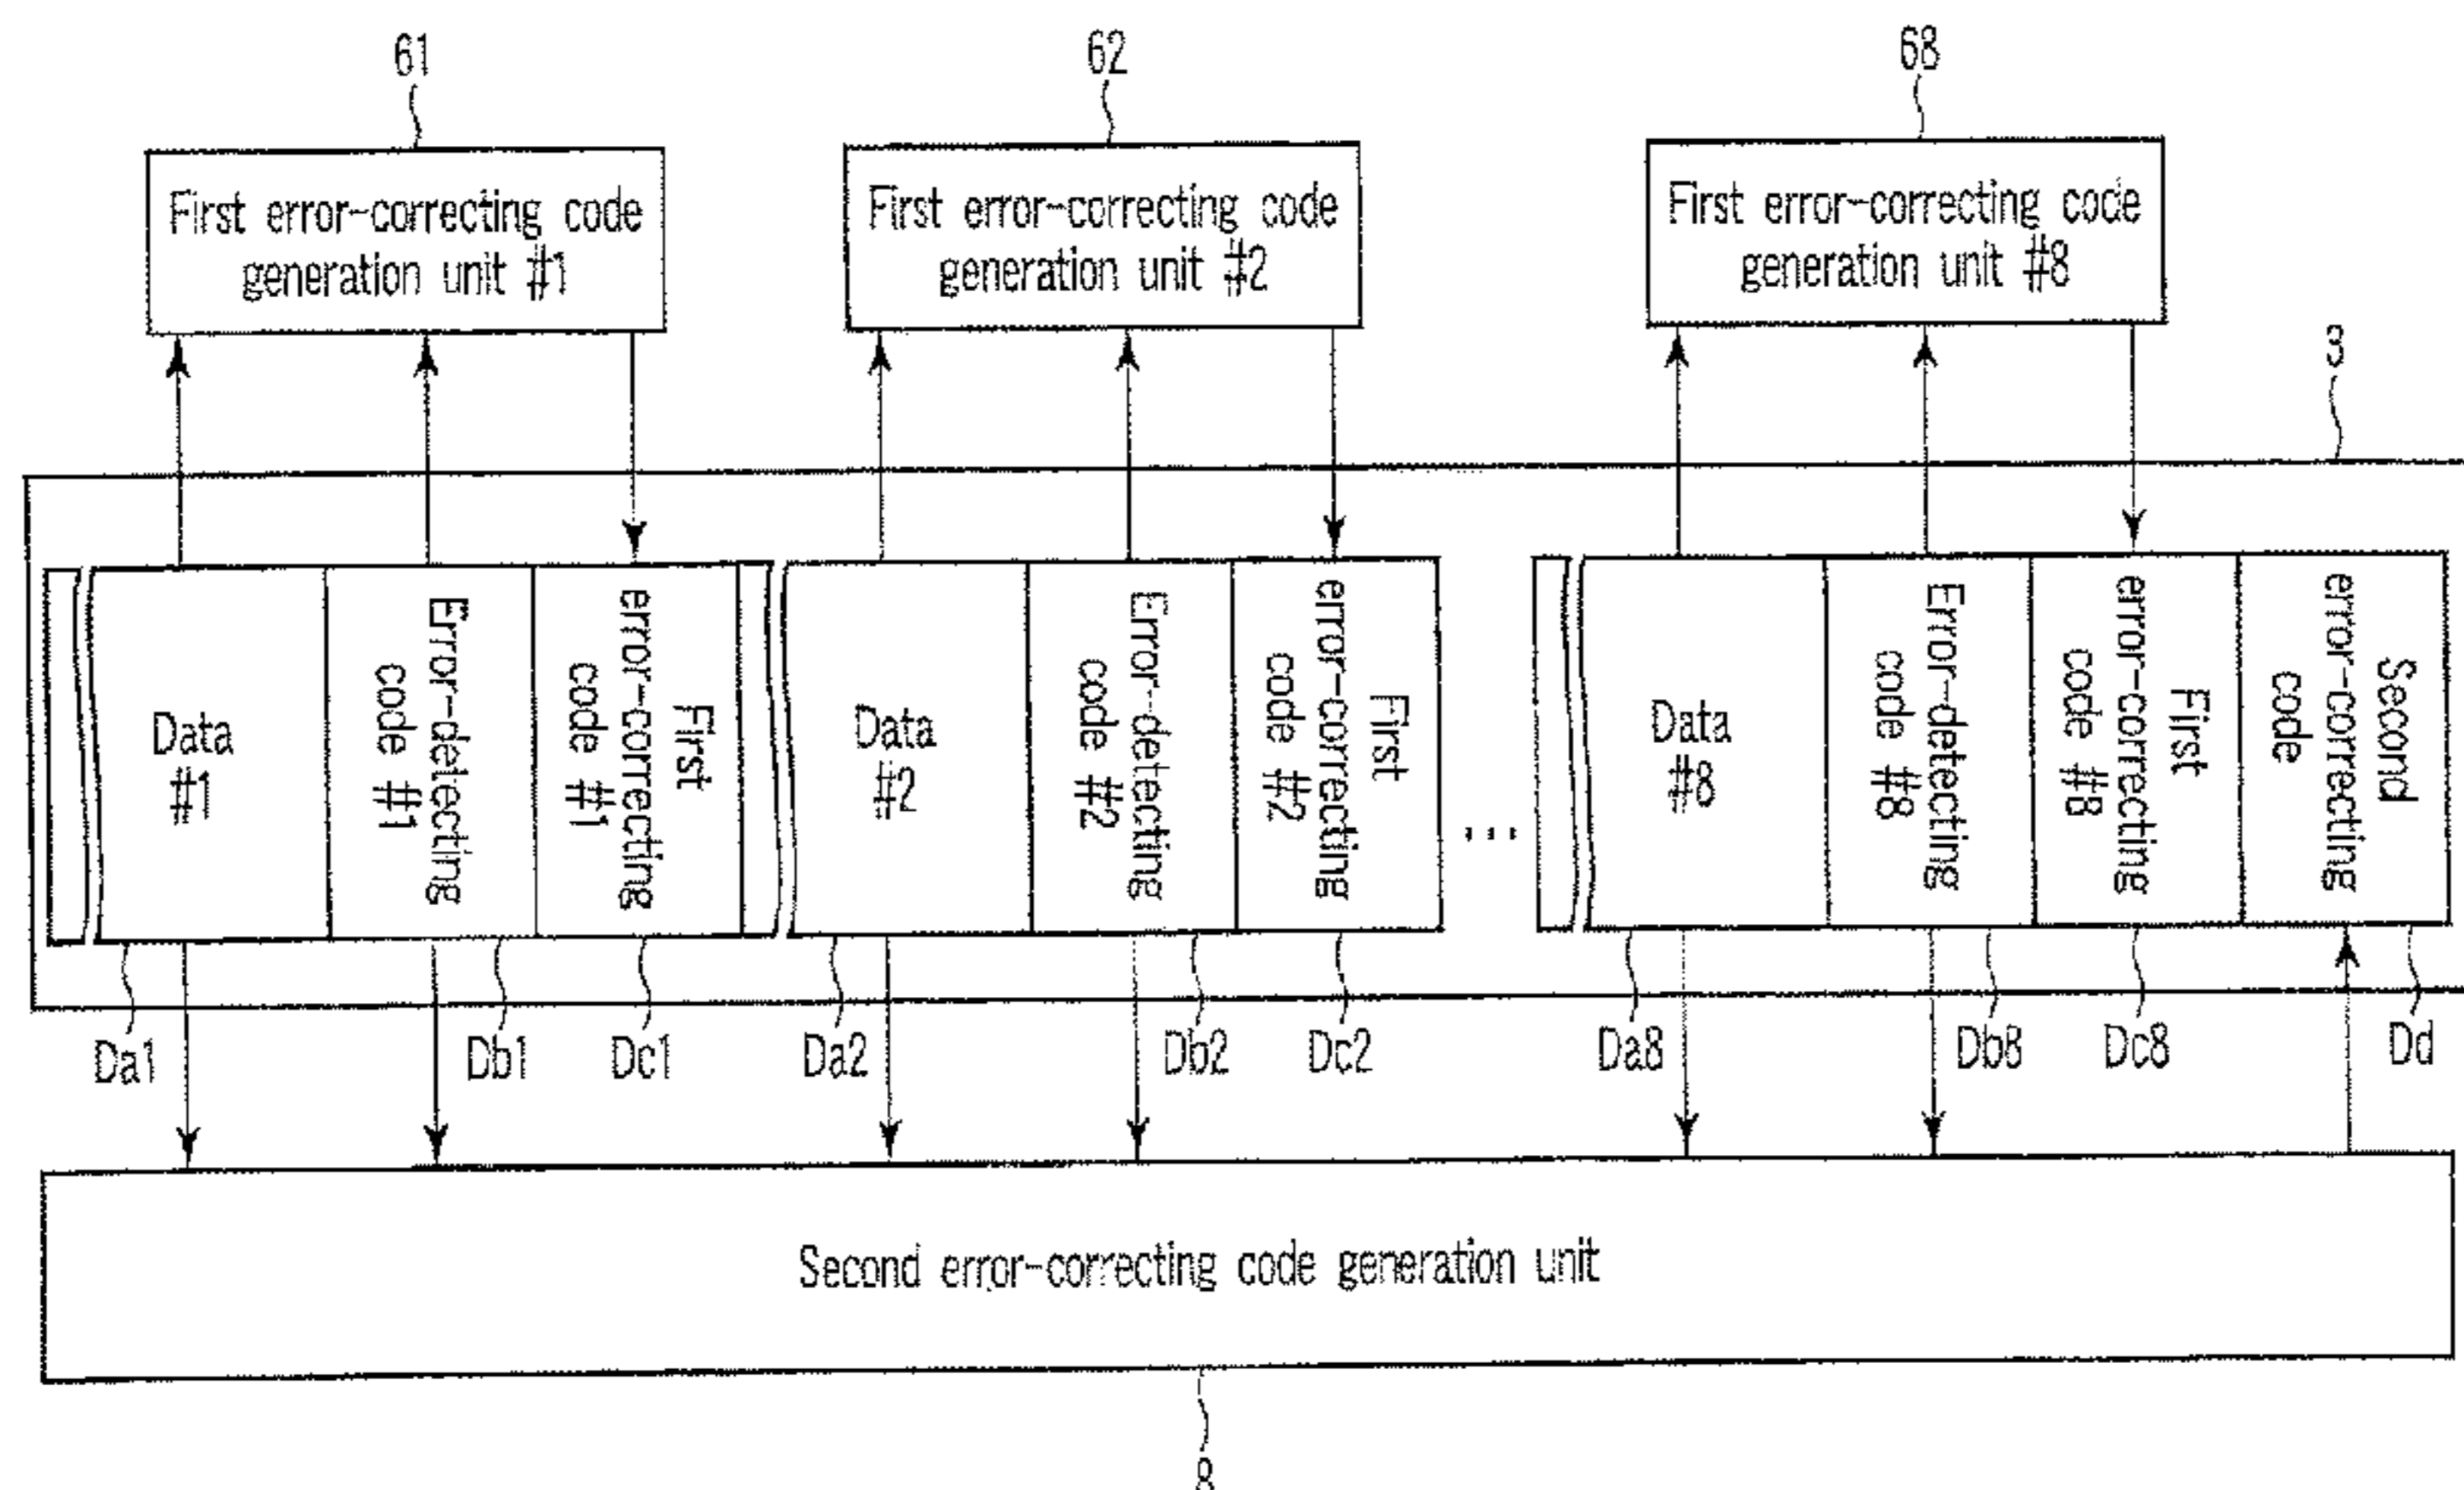 61
62
68
First error-correcting code
generation unit #1
First error-correcting code
generation unit #2
First error-correcting code
generation unit #8
3
Data
#1
Error-detecting
code #1
First
error-correcting
code #1
Data
#2
Error-detecting
code #2
First
error-correcting
code #2
...
Data
#8
Error-detecting
code #8
First
error-correcting
code #8
Second
error-correcting
code
Da1
Db1
Dc1
Da2
Db2
Dc2
Da8
Db8
Dc8
Dd
Second error-correcting code generation unit
8